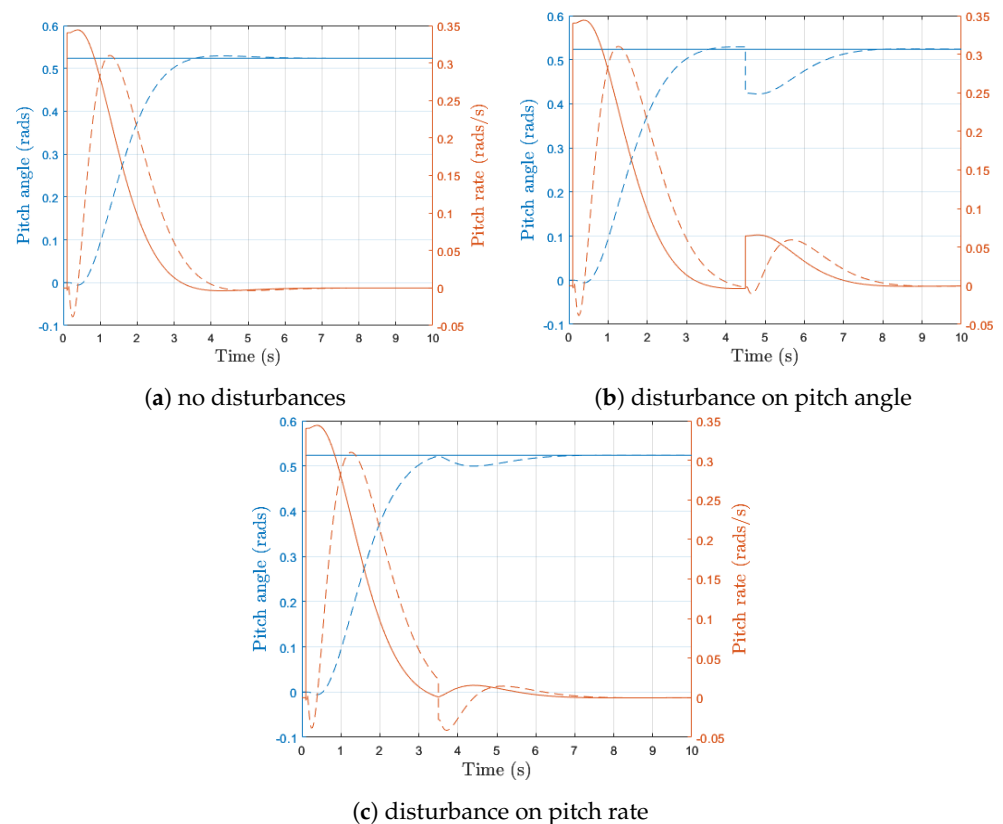 0.6 0.35
0.5 0.3
0.4 0.25
0.3 0.2
0.2 0.15
0.1 0.1
0 0.05
-0.1 0
-0.05
Pitch angle (rads)
Pitch rate (rads/s)
0 1 2 3 4 5 6 7 8 9 10
Time (s)
(a) no disturbances
0.6 0.35
0.5 0.3
0.4 0.25
0.3 0.2
0.2 0.15
0.1 0.1
0 0.05
-0.1 0
-0.05
Pitch angle (rads)
Pitch rate (rads/s)
0 1 2 3 4 5 6 7 8 9 10
Time (s)
(b) disturbance on pitch angle
0.6 0.35
0.5 0.3
0.4 0.25
0.3 0.2
0.2 0.15
0.1 0.1
0 0.05
-0.1 0
-0.05
Pitch angle (rads)
Pitch rate (rads/s)
0 1 2 3 4 5 6 7 8 9 10
Time (s)
(c) disturbance on pitch rate